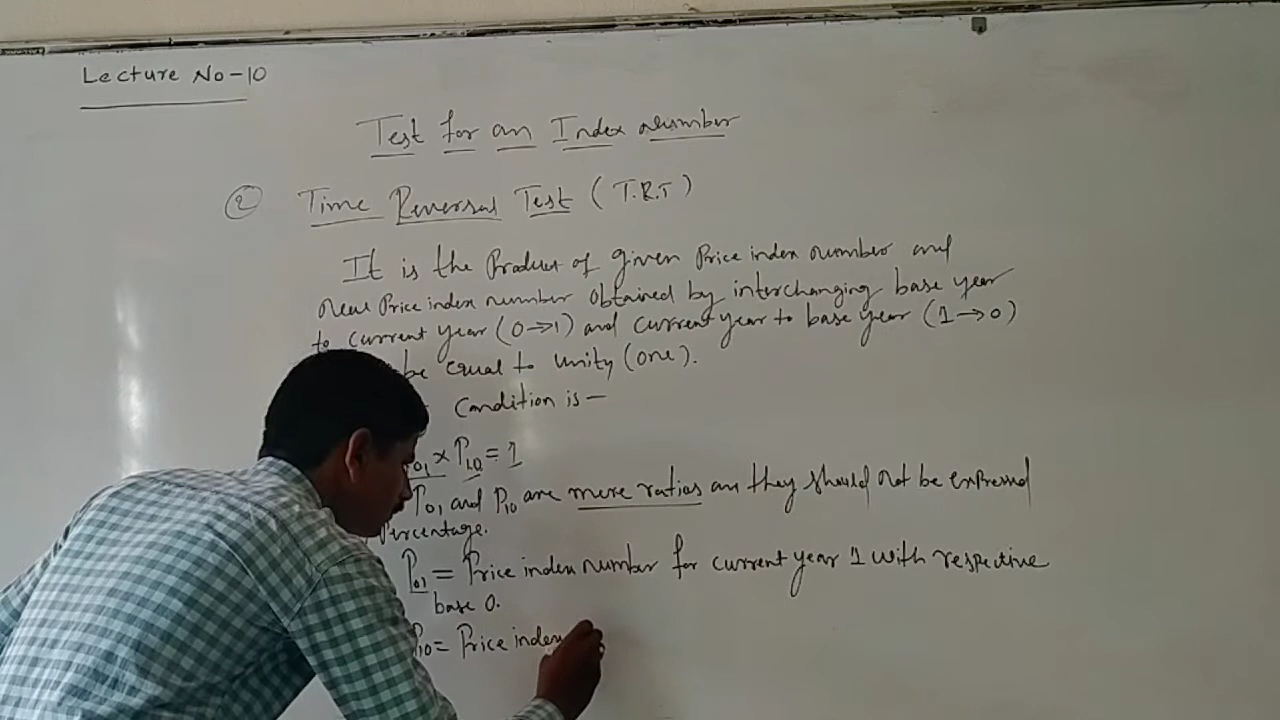 Lecture No-10
Test for an Index Number
② Time Reversal Test (T.R.T)
It is the Product of given Price index number and
new Price index number obtained by interchanging base year
to current year (0→1) and current year to base year (1→0)
be equal to unity (one).
Condition is —
01 × P10 = 1
P01 and P10 are mere ratios and they should not be expressed
Percentage.
P01 = Price index number for current year 1 with respective
base 0.
P10 = Price index